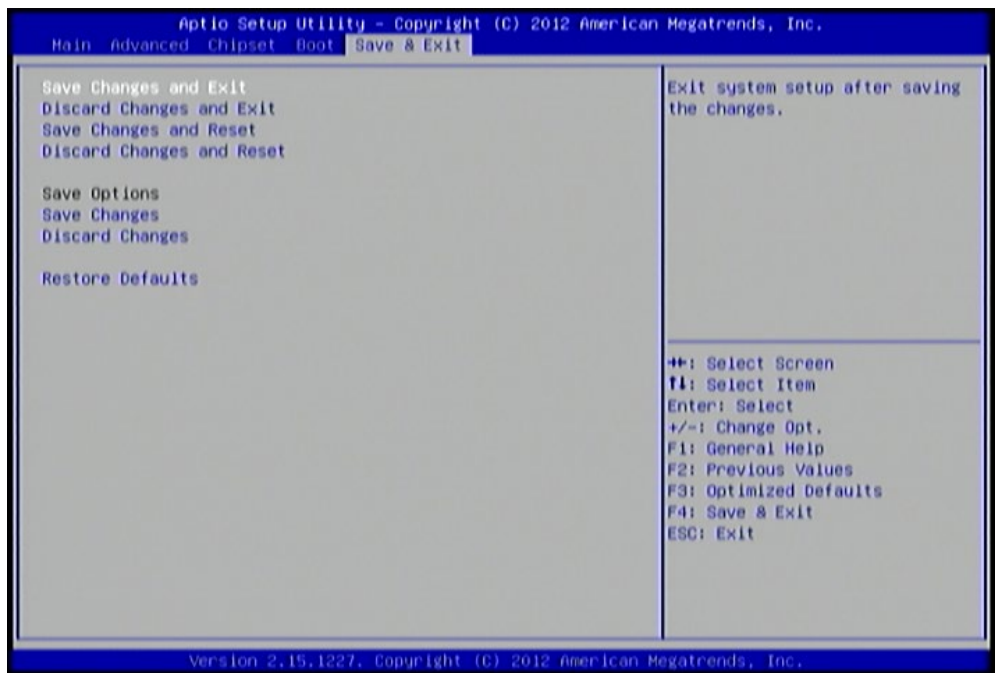 Aptio Setup Utility - Copyright (C) 2012 American Megatrends, Inc.
Main Advanced Chipset Boot Save & Exit
Save Changes and Exit
Discard Changes and Exit
Save Changes and Reset
Discard Changes and Reset
Save Options
Save Changes
Discard Changes
Restore Defaults
Exit system setup after saving
the changes.
→←: Select Screen
↑↓: Select Item
Enter: Select
+/-: Change Opt.
F1: General Help
F2: Previous Values
F3: Optimized Defaults
F4: Save & Exit
ESC: Exit
Version 2.15.1227. Copyright (C) 2012 American Megatrends, Inc.